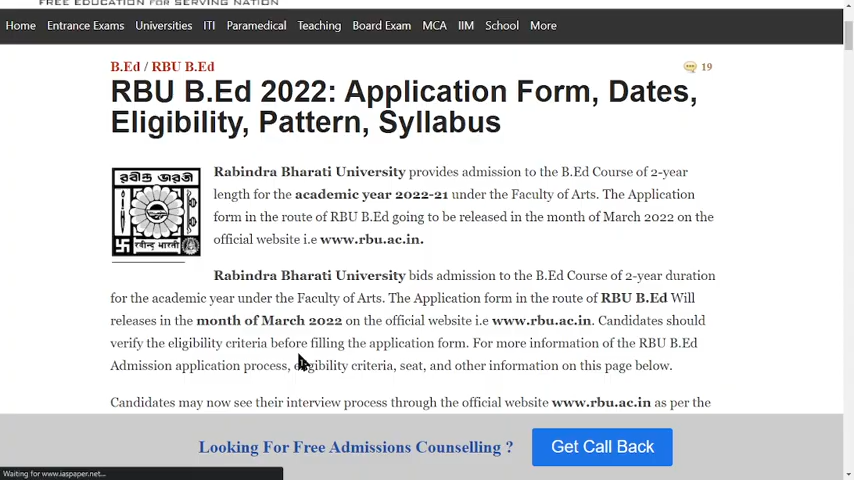 FREE EDUCATION FOR SERVING NATION
Home Entrance Exams Universities ITI Paramedical Teaching Board Exam MCA IIM School More
B.Ed / RBU B.Ed 19
RBU B.Ed 2022: Application Form, Dates,
Eligibility, Pattern, Syllabus
রবীন্দ্র ভারতী
रवीन्द्र भारती
Rabindra Bharati University provides admission to the B.Ed Course of 2-year
length for the academic year 2022-21 under the Faculty of Arts. The Application
form in the route of RBU B.Ed going to be released in the month of March 2022 on the
official website i.e www.rbu.ac.in.
Rabindra Bharati University bids admission to the B.Ed Course of 2-year duration
for the academic year under the Faculty of Arts. The Application form in the route of RBU B.Ed Will
releases in the month of March 2022 on the official website i.e www.rbu.ac.in. Candidates should
verify the eligibility criteria before filling the application form. For more information of the RBU B.Ed
Admission application process, eligibility criteria, seat, and other information on this page below.
Candidates may now see their interview process through the official website www.rbu.ac.in as per the
Looking For Free Admissions Counselling ? Get Call Back
Waiting for www.iaspaper.net...